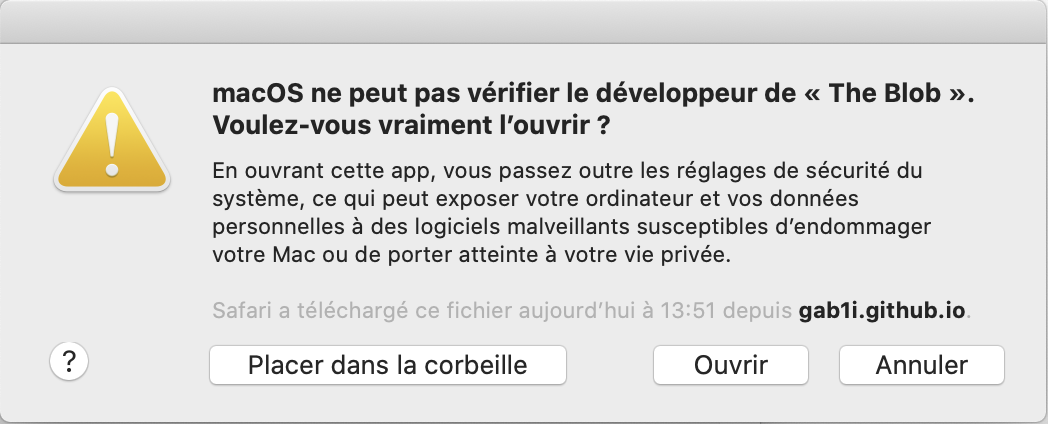 macOS ne peut pas vérifier le développeur de « The Blob ».
Voulez-vous vraiment l’ouvrir ?
En ouvrant cette app, vous passez outre les réglages de sécurité du
système, ce qui peut exposer votre ordinateur et vos données
personnelles à des logiciels malveillants susceptibles d’endommager
votre Mac ou de porter atteinte à votre vie privée.
Safari a téléchargé ce fichier aujourd’hui à 13:51 depuis gab1i.github.io.
? Placer dans la corbeille Ouvrir Annuler